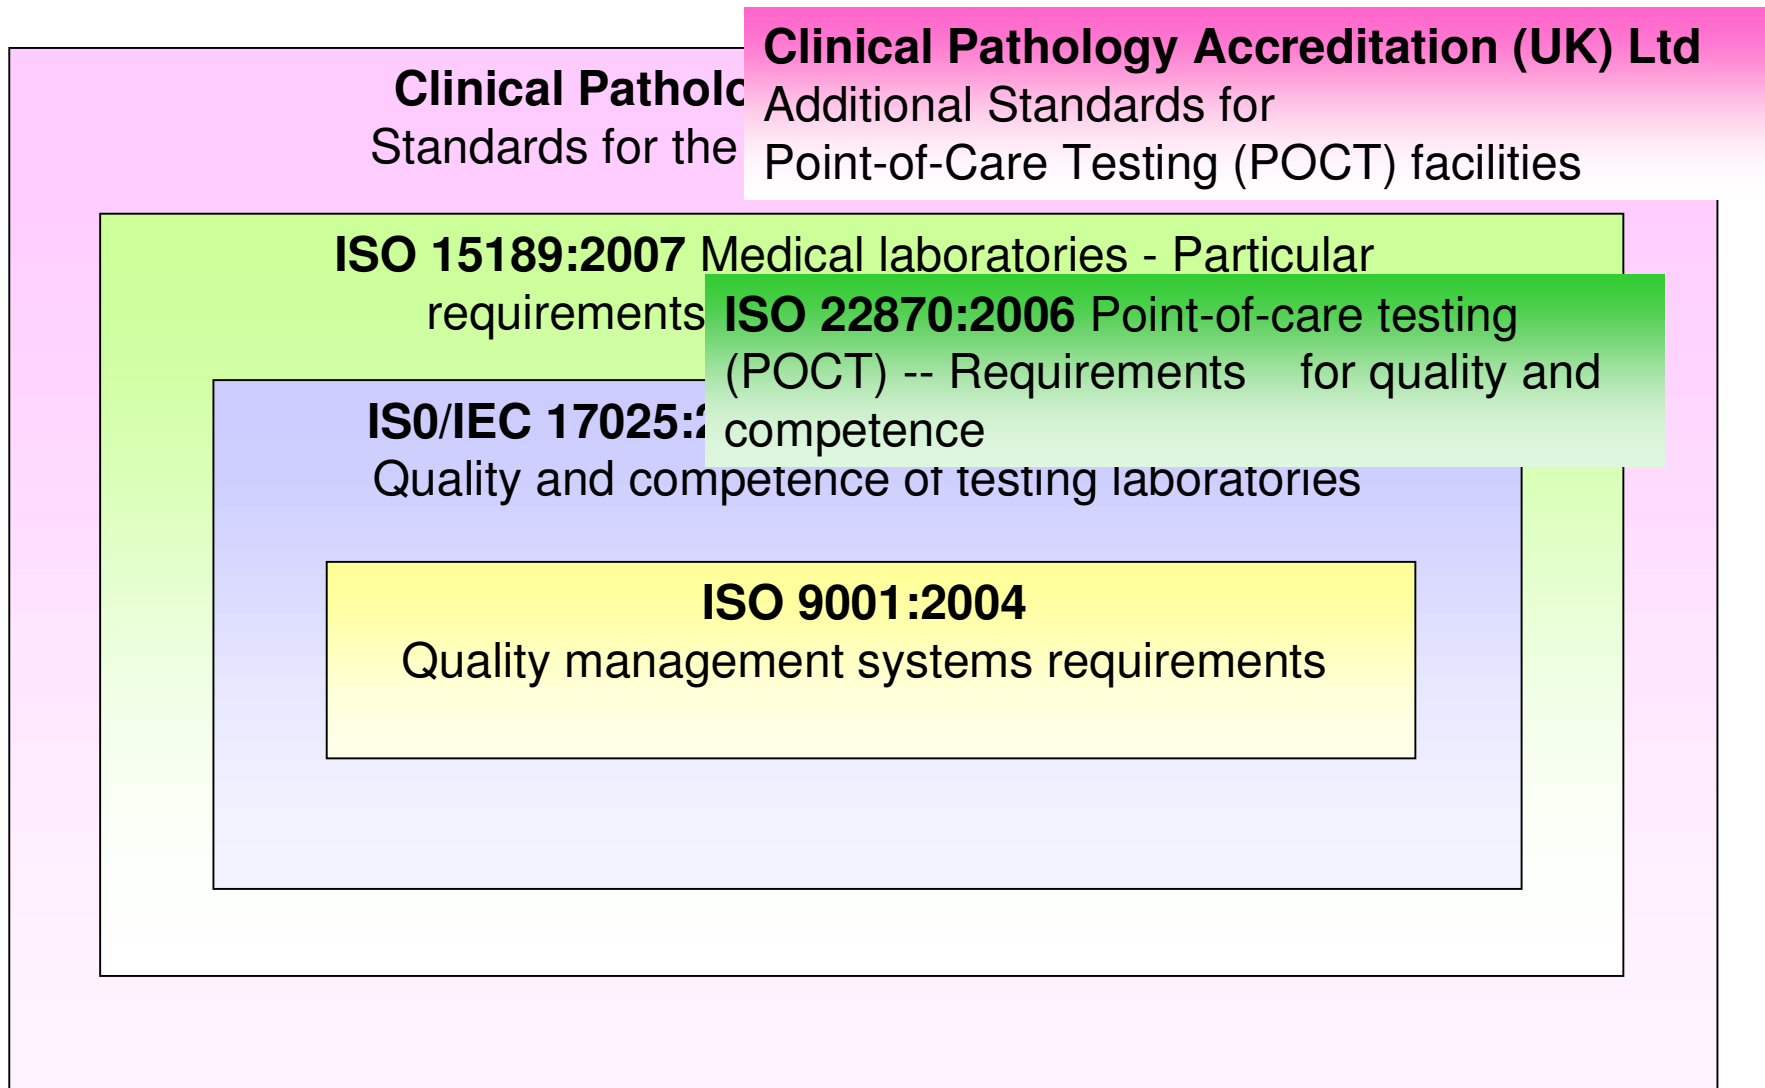 Clinical Pathology Accreditation (UK) Ltd
Additional Standards for
Point-of-Care Testing (POCT) facilities
Clinical
Standards for the
ISO 15189:2007 Medical laboratories - Particular
requirements
ISO 22870:2006 Point-of-care testing
(POCT) -- Requirements for quality and
competence
IS0/IEC 17025:
Quality and competence of testing laboratories
ISO 9001:2004
Quality management systems requirements